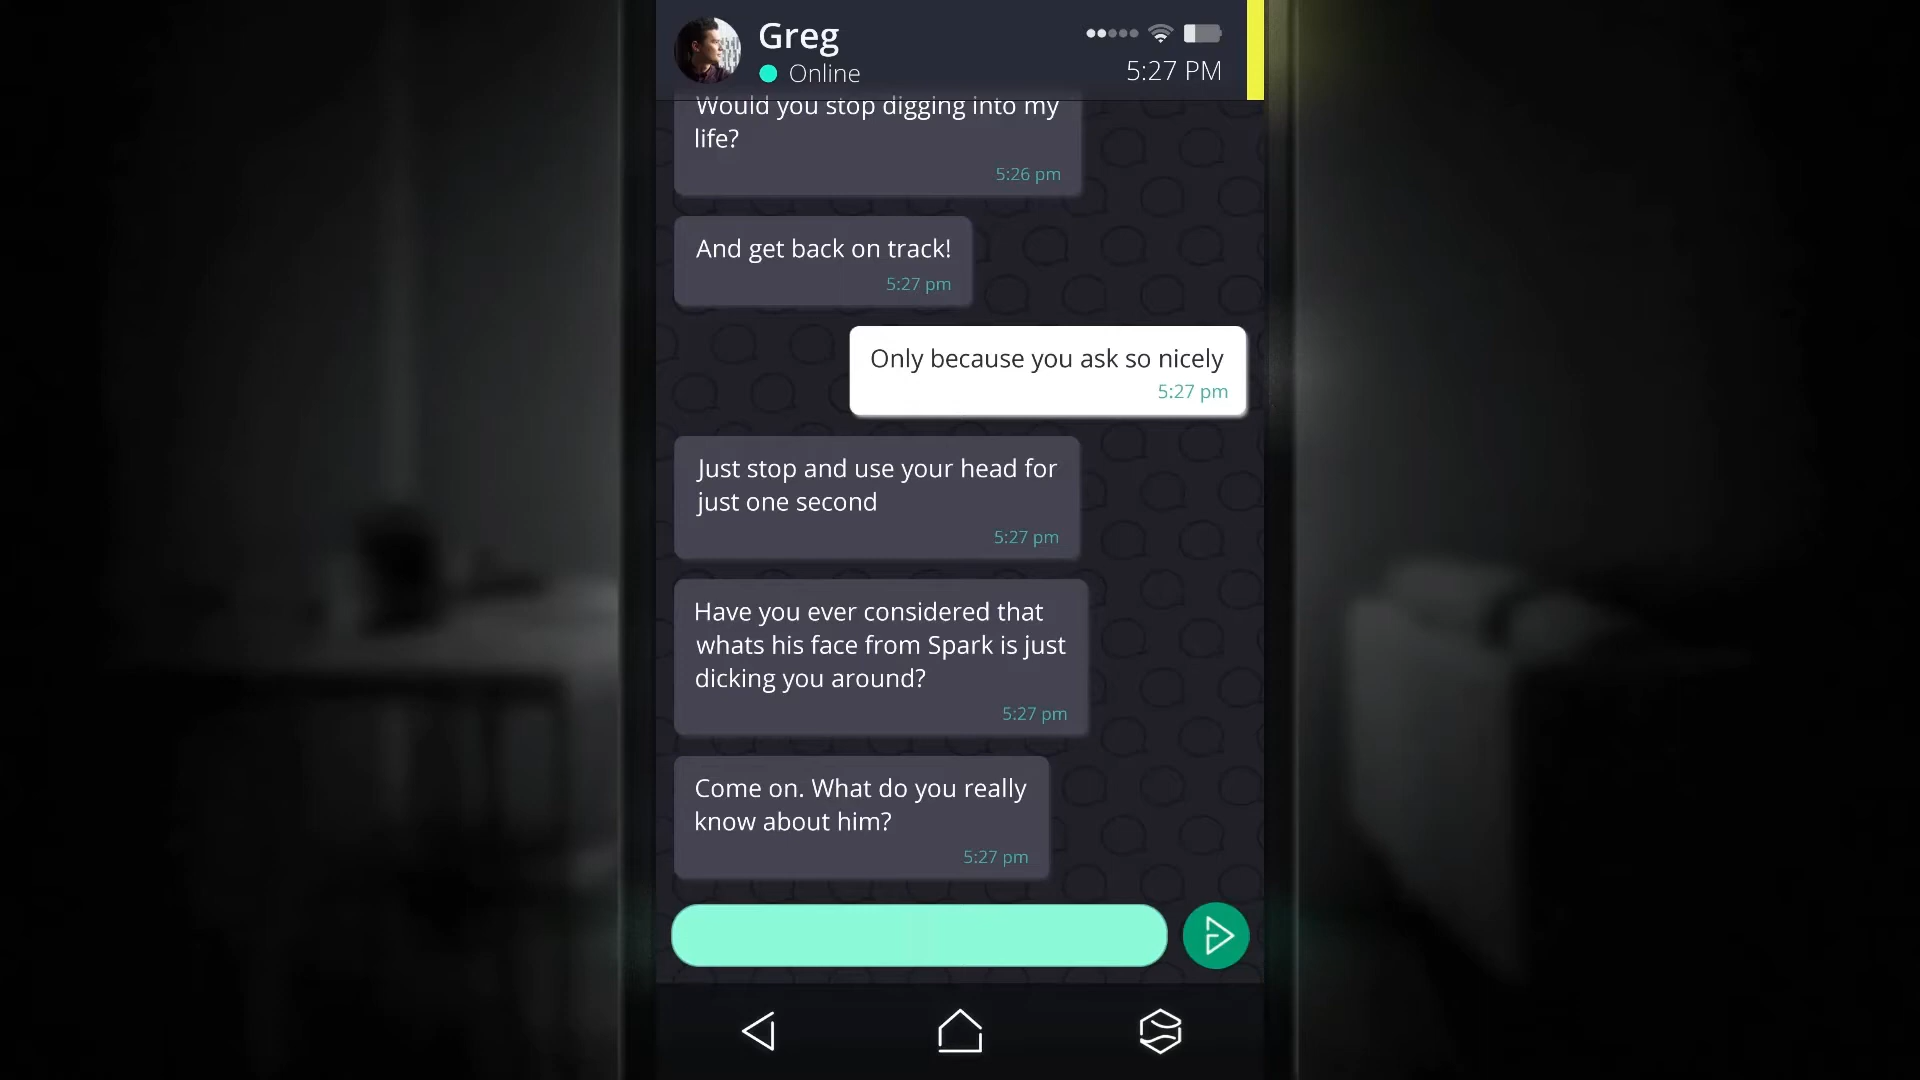 Greg
Online
5:27 PM
Would you stop digging into my
life?
5:26 pm
And get back on track!
5:27 pm
Only because you ask so nicely
5:27 pm
Just stop and use your head for
just one second
5:27 pm
Have you ever considered that
whats his face from Spark is just
dicking you around?
5:27 pm
Come on. What do you really
know about him?
5:27 pm